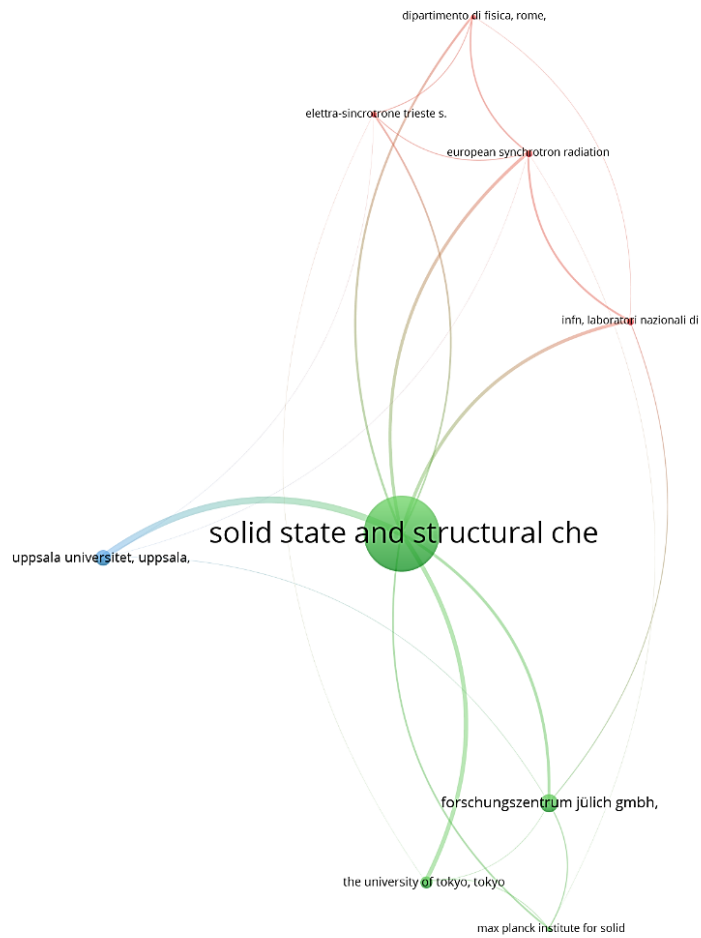 dipartimento di fisica, rome,
elettra-sincrotrone trieste s.
european synchrotron radiation
infn, laboratori nazionali di
solid state and structural che
uppsala universitet, uppsala,
forschungszentrum jülich gmbh,
the university of tokyo, tokyo
max planck institute for solid